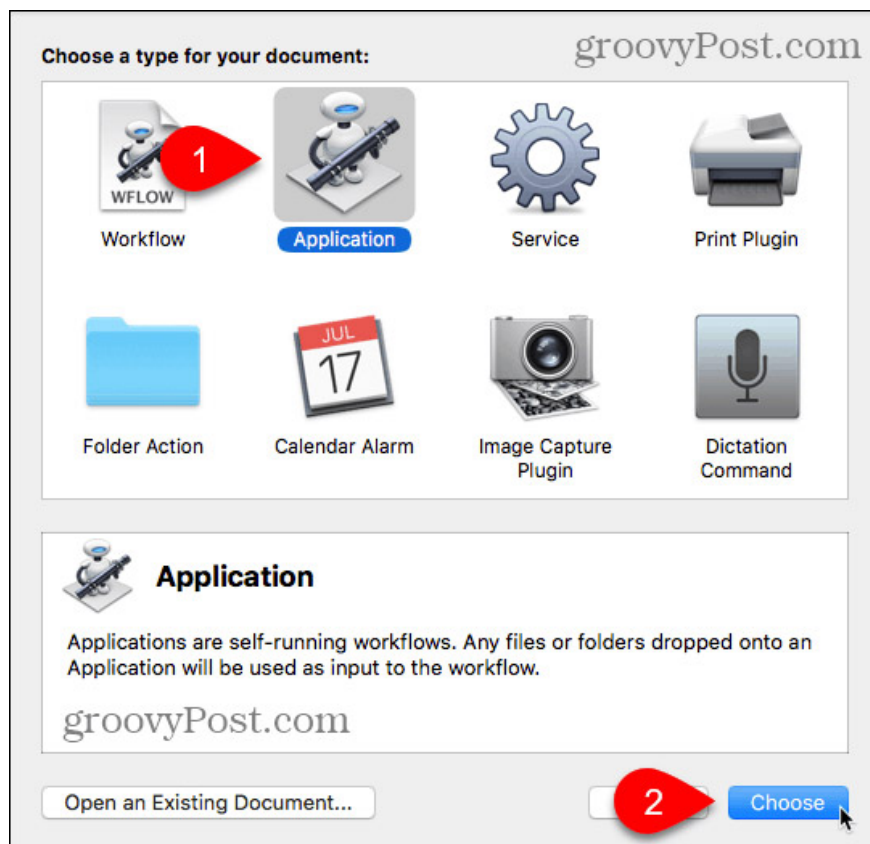 groovyPost.com
Choose a type for your document:
1
WFLOW
Workflow
Application
Service
Print Plugin
JUL
17
Folder Action
Calendar Alarm
Image Capture
Plugin
Dictation
Command
Application
Applications are self-running workflows. Any files or folders dropped onto an
Application will be used as input to the workflow.
groovyPost.com
Open an Existing Document...
2
Choose